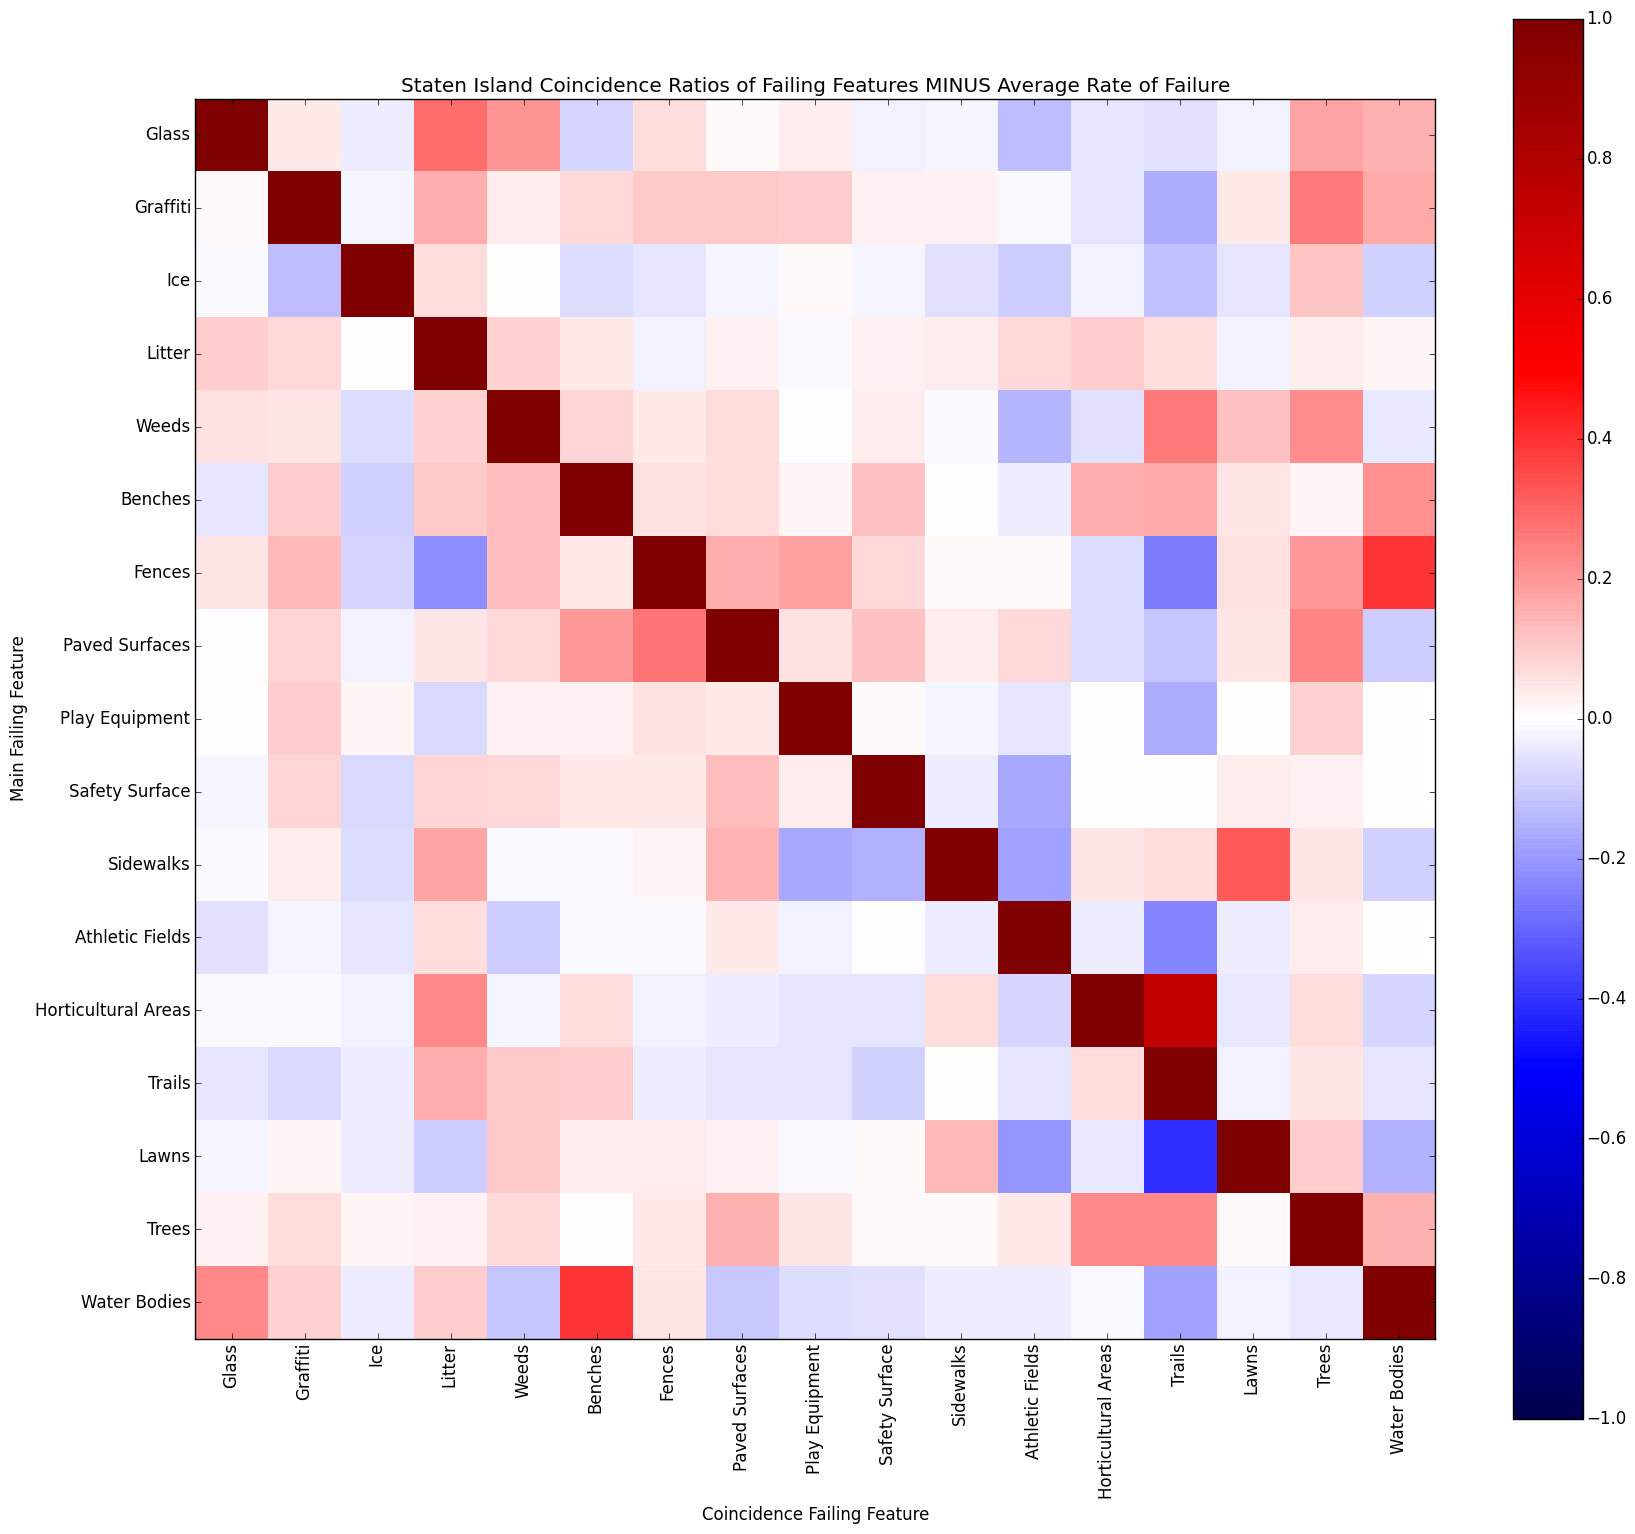 Staten Island Coincidence Ratios of Failing Features MINUS Average Rate of Failure
Main Failing Feature
Glass
Graffiti
Ice
Litter
Weeds
Benches
Fences
Paved Surfaces
Play Equipment
Safety Surface
Sidewalks
Athletic Fields
Horticultural Areas
Trails
Lawns
Trees
Water Bodies
Glass
Graffiti
Ice
Litter
Weeds
Benches
Fences
Paved Surfaces
Play Equipment
Safety Surface
Sidewalks
Athletic Fields
Horticultural Areas
Trails
Lawns
Trees
Water Bodies
Coincidence Failing Feature
1.0
0.8
0.6
0.4
0.2
0.0
−0.2
−0.4
−0.6
−0.8
−1.0